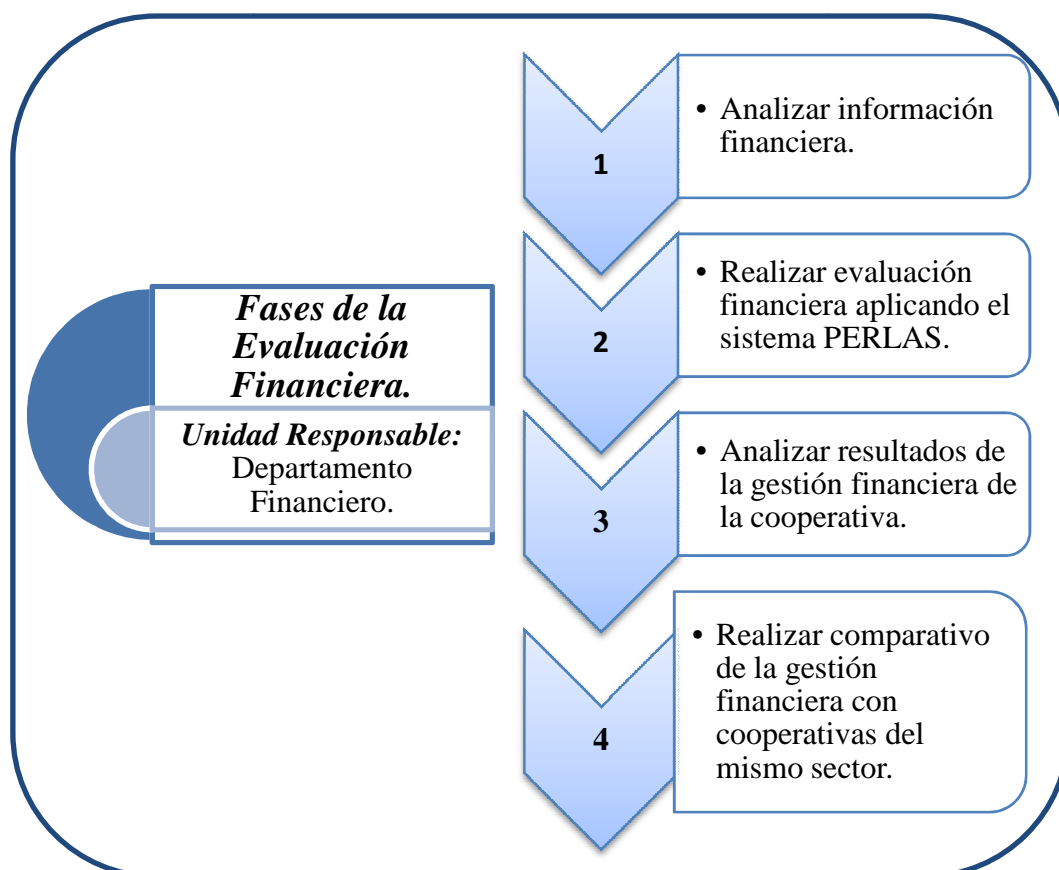 Fases de la
Evaluación
Financiera.
Unidad Responsable:
Departamento
Financiero.
1
• Analizar información
financiera.
2
• Realizar evaluación
financiera aplicando el
sistema PERLAS.
3
• Analizar resultados de
la gestión financiera de
la cooperativa.
4
• Realizar comparativo
de la gestión
financiera con
cooperativas del
mismo sector.